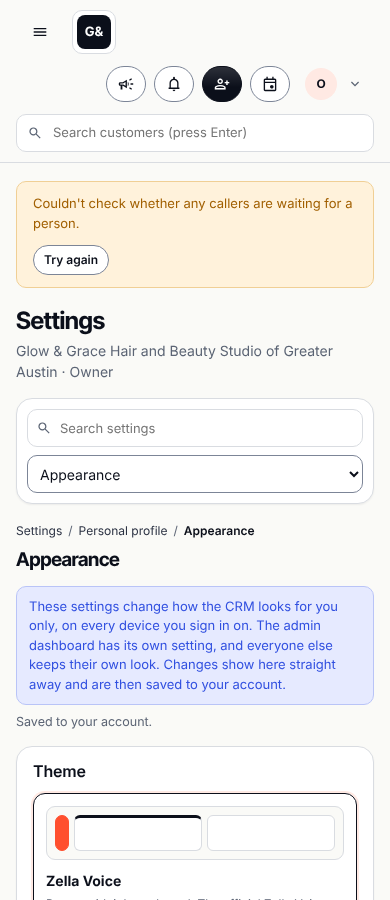 G&
O
Search customers (press Enter)
Couldn't check whether any callers are waiting for a
person.
Try again
Settings
Glow & Grace Hair and Beauty Studio of Greater
Austin · Owner
Search settings
Appearance
Settings / Personal profile / Appearance
Appearance
These settings change how the CRM looks for you
only, on every device you sign in on. The admin
dashboard has its own setting, and everyone else
keeps their own look. Changes show here straight
away and are then saved to your account.
Saved to your account.
Theme
Zella Voice